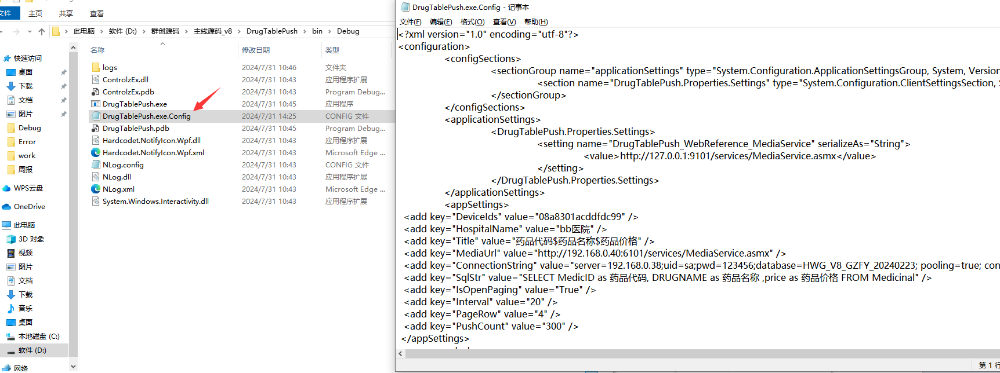 文件
主页
共享
查看
此电脑 > 软件 (D:) > 群创源码 > 主线源码_v8 > DrugTablePush > bin > Debug
名称
修改日期
类型
快速访问
桌面
下载
文档
图片
Debug
Error
work
周报
WPS云盘
OneDrive
此电脑
3D 对象
视频
图片
文档
下载
音乐
桌面
本地磁盘 (C:)
软件 (D:)
网络
logs 2024/7/31 10:46 文件夹
ControlzEx.dll 2024/7/31 10:43 应用程序扩展
ControlzEx.pdb 2024/7/31 10:43 Program Debug...
DrugTablePush.exe 2024/7/31 10:45 应用程序
DrugTablePush.exe.Config 2024/7/31 14:25 CONFIG 文件
DrugTablePush.pdb 2024/7/31 10:45 Program Debug...
Hardcodet.NotifyIcon.Wpf.dll 2024/7/31 10:43 应用程序扩展
Hardcodet.NotifyIcon.Wpf.xml 2024/7/31 10:43 Microsoft Edge ...
NLog.config 2024/7/31 10:43 CONFIG 文件
NLog.dll 2024/7/31 10:43 应用程序扩展
NLog.xml 2024/7/31 10:43 Microsoft Edge ...
System.Windows.Interactivity.dll 2024/7/31 10:43 应用程序扩展
DrugTablePush.exe.Config - 记事本
文件(F) 编辑(E) 格式(O) 查看(V) 帮助(H)
<?xml version="1.0" encoding="utf-8"?>
<configuration>
<configSections>
<sectionGroup name="applicationSettings" type="System.Configuration.ApplicationSettingsGroup, System, Version
<section name="DrugTablePush.Properties.Settings" type="System.Configuration.ClientSettingsSection,
</sectionGroup>
</configSections>
<applicationSettings>
<DrugTablePush.Properties.Settings>
<setting name="DrugTablePush_WebReference_MediaService" serializeAs="String">
<value>http://127.0.0.1:9101/services/MediaService.asmx</value>
</setting>
</DrugTablePush.Properties.Settings>
</applicationSettings>
<appSettings>
<add key="DeviceIds" value="08a8301acddfdc99" />
<add key="HospitalName" value="bb医院" />
<add key="Title" value="药品代码$药品名称$药品价格" />
<add key="MediaUrl" value="http://192.168.0.40:6101/services/MediaService.asmx" />
<add key="ConnectionString" value="server=192.168.0.38;uid=sa;pwd=123456;database=HWG_V8_GZFY_20240223; pooling=true; con
<add key="SqlStr" value="SELECT MedicID as 药品代码, DRUGNAME as 药品名称 ,price as 药品价格 FROM Medicinal" />
<add key="IsOpenPaging" value="True" />
<add key="Interval" value="20" />
<add key="PageRow" value="4" />
<add key="PushCount" value="300" />
</appSettings>
第 1 行